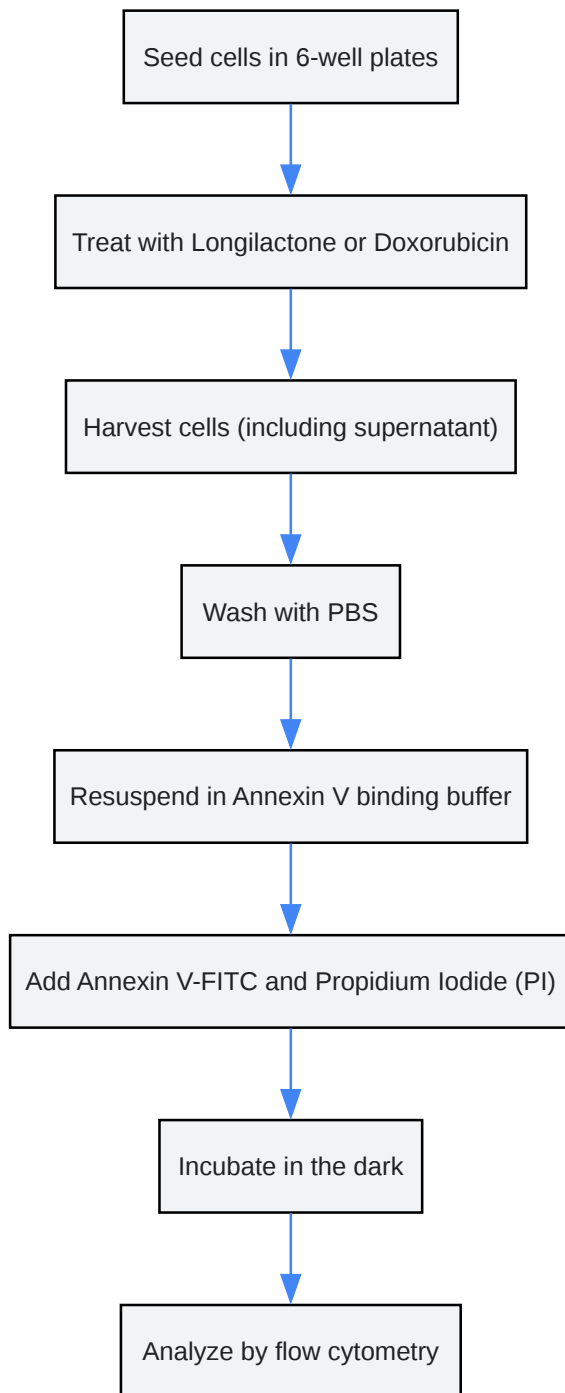 Seed cells in 6-well plates
Treat with Longilactone or Doxorubicin
Harvest cells (including supernatant)
Wash with PBS
Resuspend in Annexin V binding buffer
Add Annexin V-FITC and Propidium Iodide (PI)
Incubate in the dark
Analyze by flow cytometry